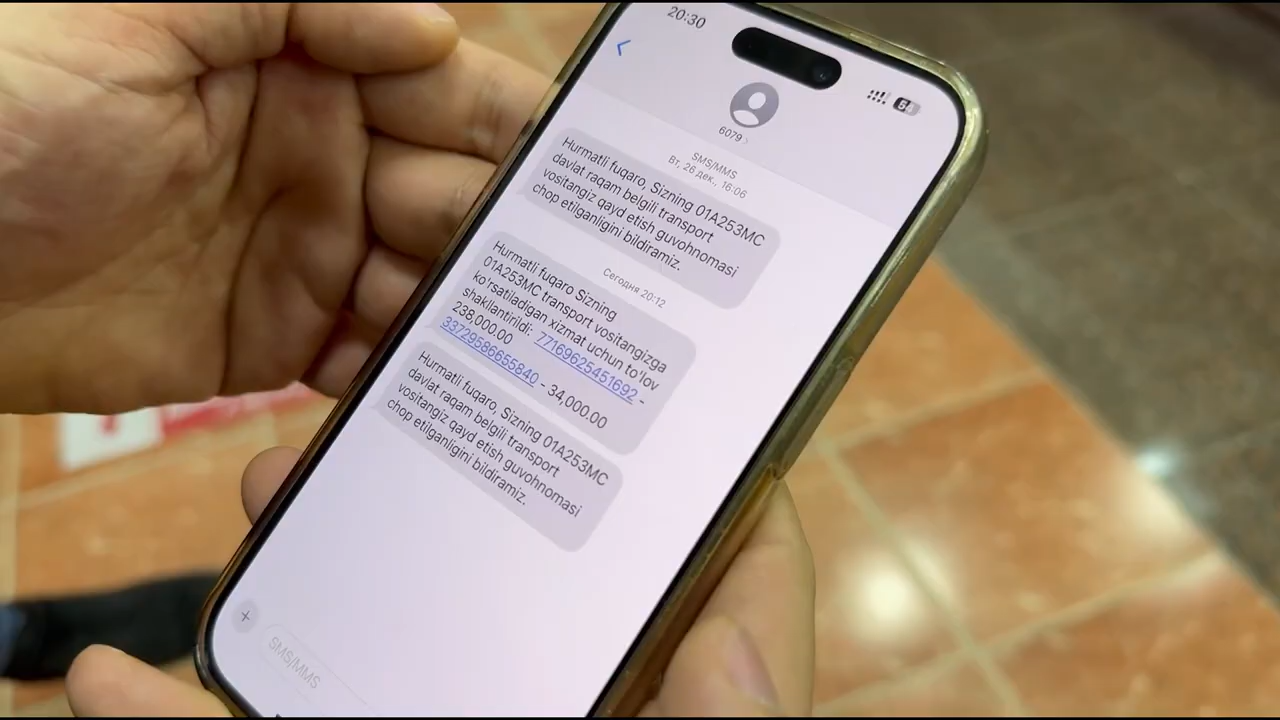 20:30
64
6079
SMS/MMS
Вт, 26 дек., 16:06
Hurmatli fuqaro, Sizning 01A253MC
davlat raqam belgili transport
vositangiz qayd etish guvohnomasi
chop etilganligini bildiramiz.
Сегодня 20:12
Hurmatli fuqaro Sizning
01A253MC transport vositangizga
ko'rsatiladigan xizmat uchun to'lov
shakllantirildi: 77169625451692 -
238,000.00
33729586655840 - 34,000.00
Hurmatli fuqaro, Sizning 01A253MC
davlat raqam belgili transport
vositangiz qayd etish guvohnomasi
chop etilganligini bildiramiz.
SMS/MMS